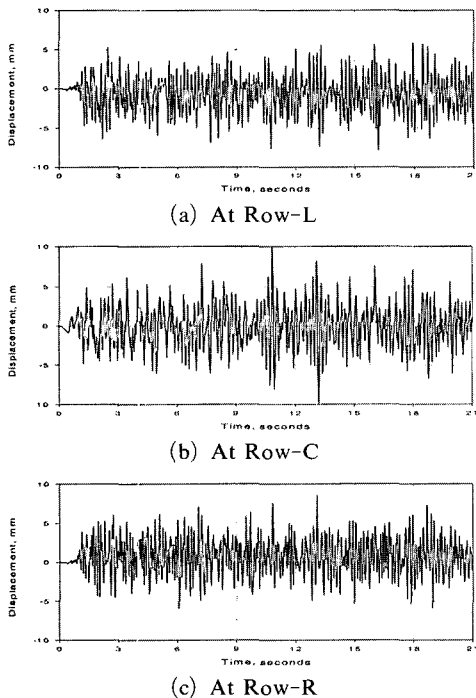 10
5
0
-5
-10
Displacement, mm
0 3 6 9 12 15 18 21
Time, seconds
(a) At Row-L
10
5
0
-5
-10
Displacement, mm
0 3 6 9 12 15 18 21
Time, seconds
(b) At Row-C
10
5
0
-5
-10
Displacement, mm
0 3 6 9 12 15 18 21
Time, seconds
(c) At Row-R